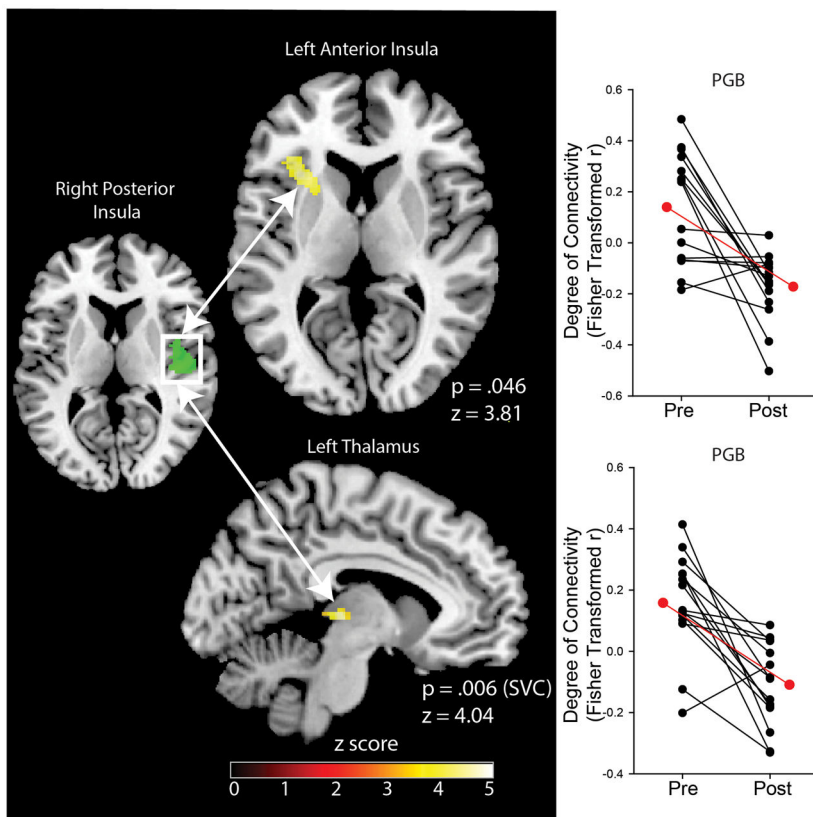 Left Anterior Insula
Right Posterior
Insula
p = .046
z = 3.81
Left Thalamus
p = .006 (SVC)
z = 4.04
z score
0 1 2 3 4 5
PGB
Degree of Connectivity
(Fisher Transformed r)
0.6
0.4
0.2
0.0
-0.2
-0.4
-0.6
Pre Post
PGB
Degree of Connectivity
(Fisher Transformed r)
0.6
0.4
0.2
0.0
-0.2
-0.4
Pre Post